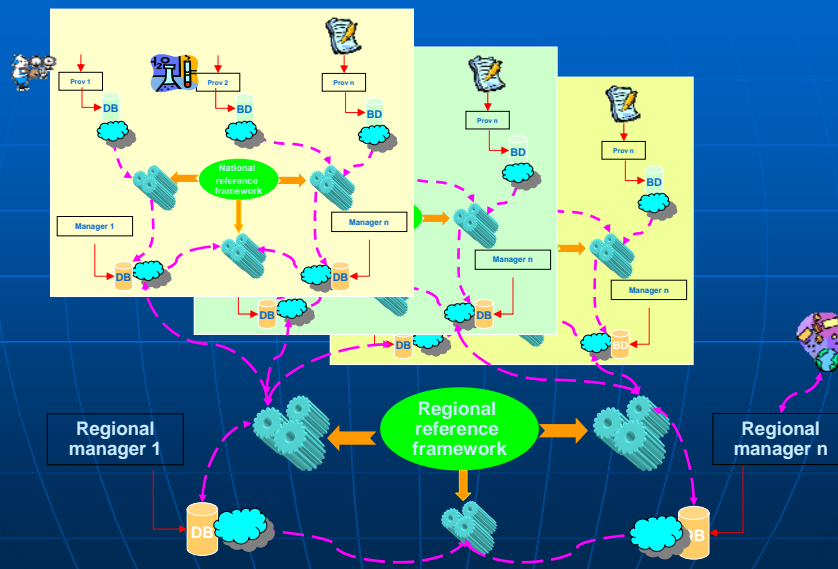 Prov 1
Prov 2
Prov n
DB
BD
BD
National
reference
framework
Manager 1
Manager n
DB
DB
Prov n
BD
Manager n
DB
DB
Prov n
BD
Manager n
DB
BD
Regional
manager 1
Regional
reference
framework
Regional
manager n
DB
DB